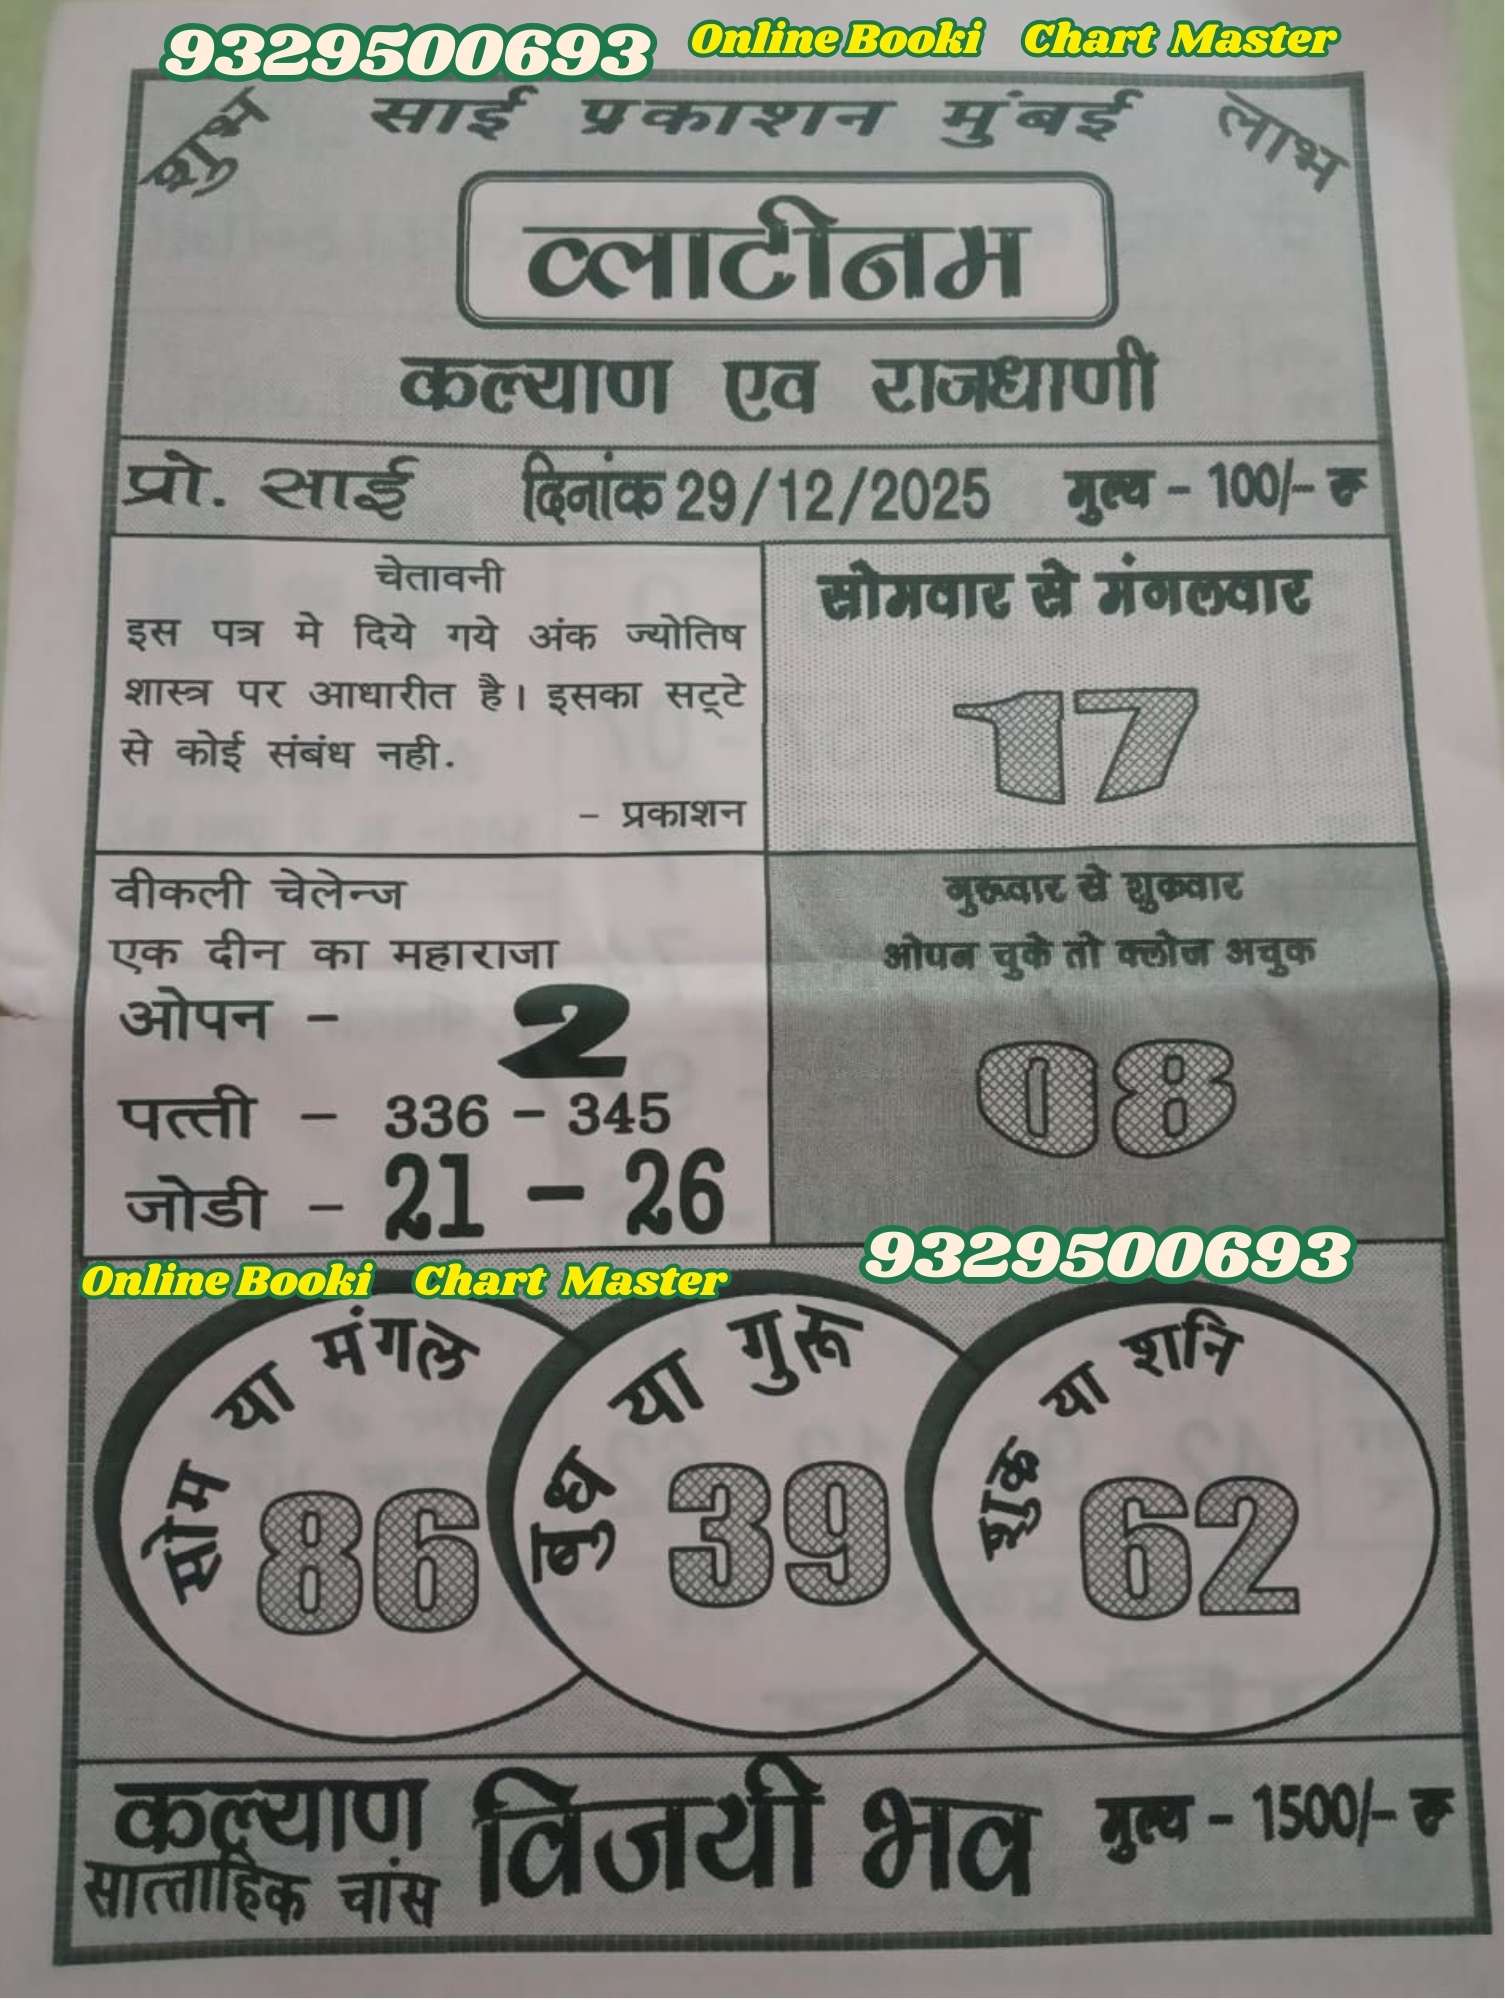 9329500693 Online Booki Chart Master
शुभ साई प्रकाशन मुंबई लाभ
प्लाटीनम
कल्याण एव राजधाणी
प्रो. साई दिनांक 29/12/2025 मुल्य - 100/- रु
चेतावनी
इस पत्र मे दिये गये अंक ज्योतिष
शास्त्र पर आधारीत है। इसका सट्टे
से कोई संबंध नही.
- प्रकाशन
सोमवार से मंगलवार
17
वीकली चेलेन्ज
एक दीन का महाराजा
ओपन - 2
पत्ती - 336 - 345
जोडी - 21 - 26
गुरूवार से शुक्रवार
ओपन चुके तो क्लोज अचुक
08
9329500693
Online Booki Chart Master
सोम या मंगल
86
बुध या गुरू
39
शुक्र या शनि
62
कल्याण
साप्ताहिक चांस
विजयी भव
मुल्य - 1500/- रु